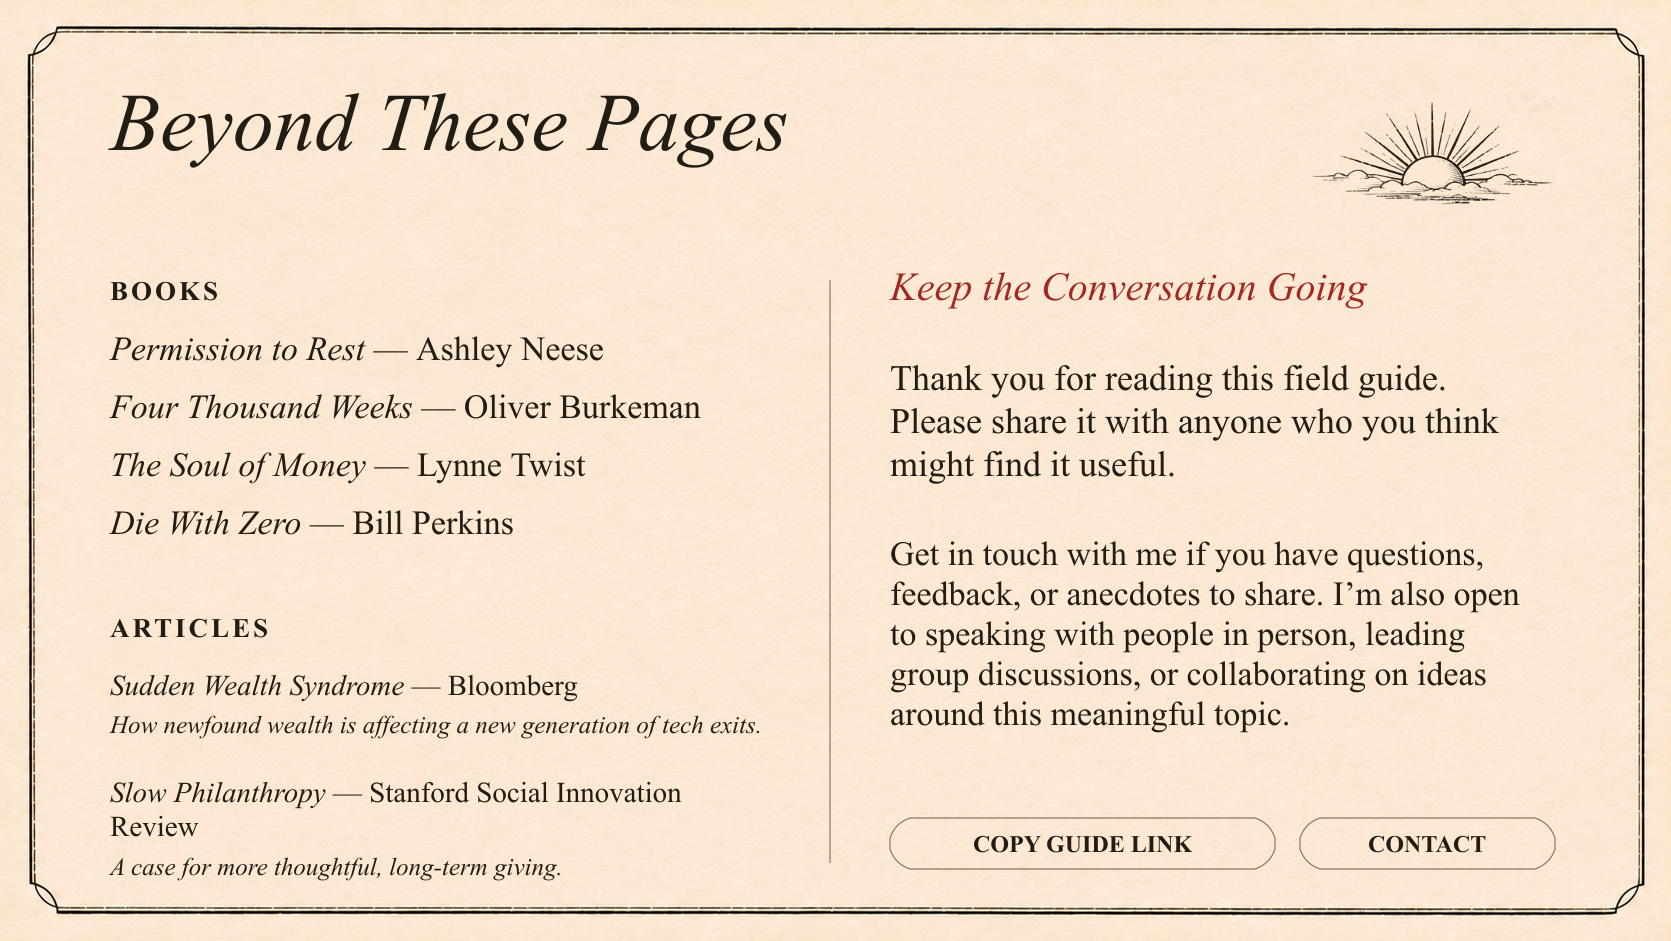 Beyond These Pages
BOOKS
Permission to Rest — Ashley Neese
Four Thousand Weeks — Oliver Burkeman
The Soul of Money — Lynne Twist
Die With Zero — Bill Perkins
ARTICLES
Sudden Wealth Syndrome — Bloomberg
How newfound wealth is affecting a new generation of tech exits.
Slow Philanthropy — Stanford Social Innovation
Review
A case for more thoughtful, long-term giving.
Keep the Conversation Going
Thank you for reading this field guide.
Please share it with anyone who you think
might find it useful.
Get in touch with me if you have questions,
feedback, or anecdotes to share. I’m also open
to speaking with people in person, leading
group discussions, or collaborating on ideas
around this meaningful topic.
COPY GUIDE LINK
CONTACT